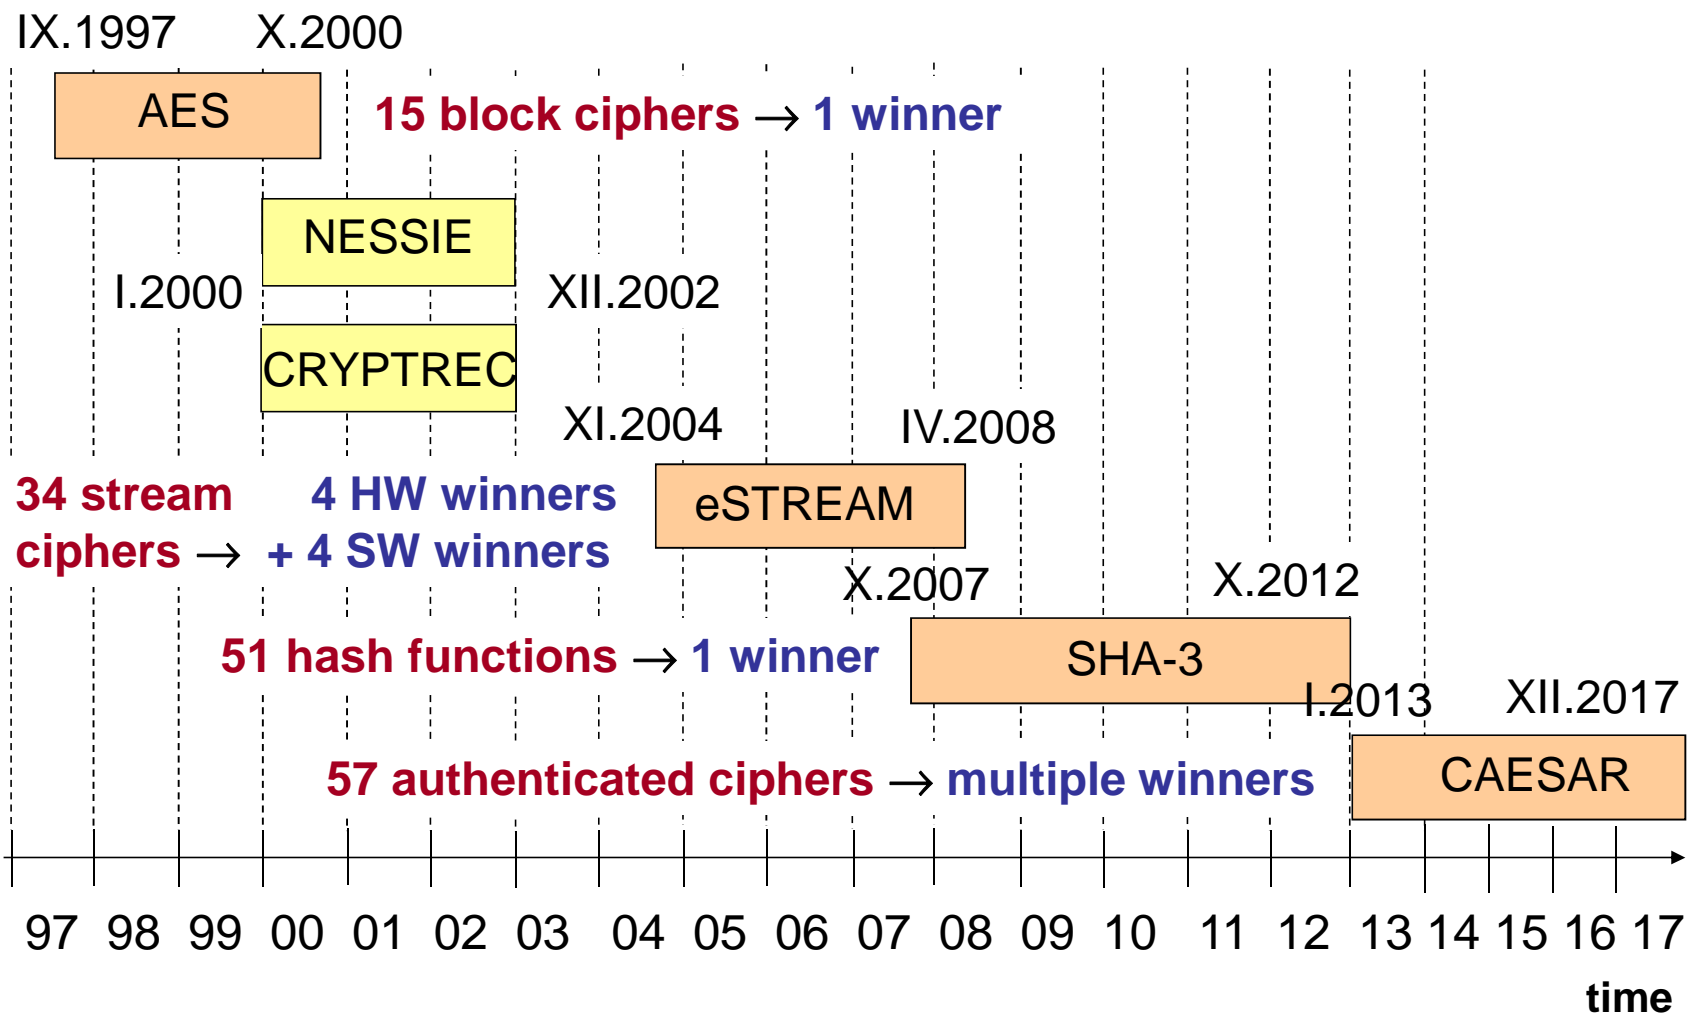 IX.1997 X.2000
AES 15 block ciphers → 1 winner
NESSIE
I.2000 XII.2002
CRYPTREC
XI.2004 IV.2008
34 stream 4 HW winners eSTREAM
ciphers → + 4 SW winners
X.2007 X.2012
51 hash functions → 1 winner SHA-3
I.2013 XII.2017
57 authenticated ciphers → multiple winners CAESAR
97 98 99 00 01 02 03 04 05 06 07 08 09 10 11 12 13 14 15 16 17
time